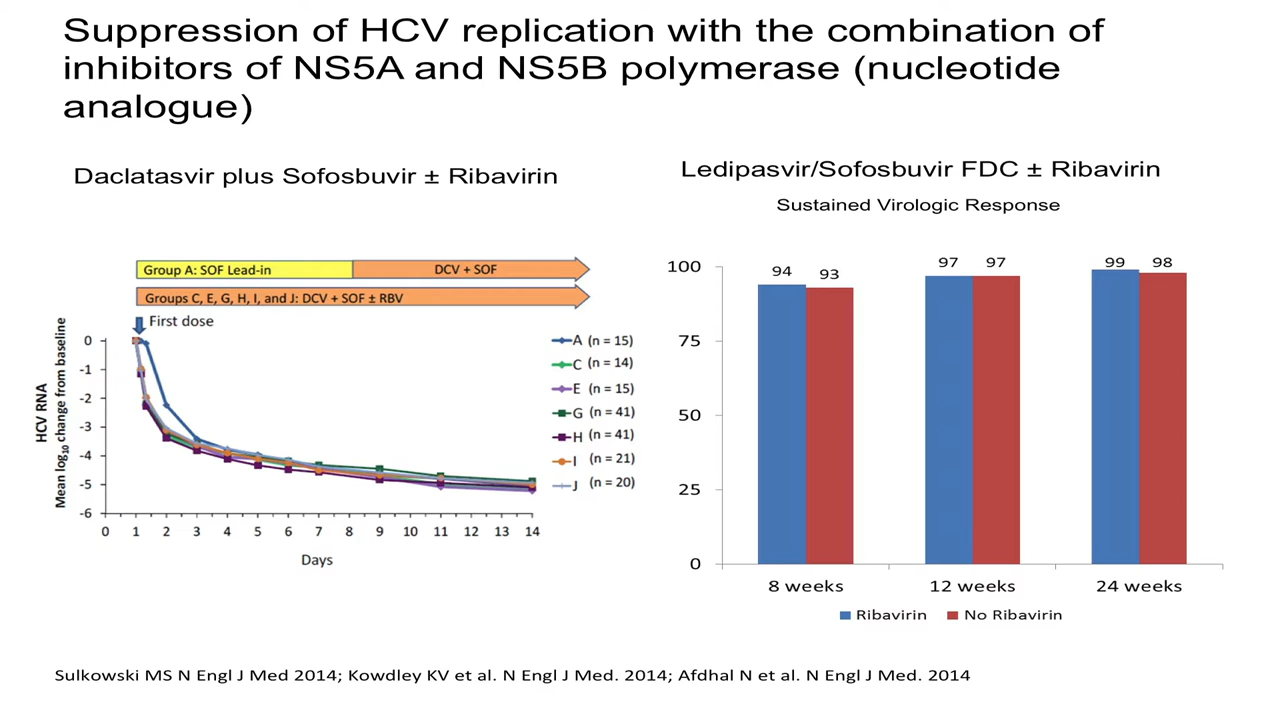 Suppression of HCV replication with the combination of
inhibitors of NS5A and NS5B polymerase (nucleotide
analogue)
Daclatasvir plus Sofosbuvir ± Ribavirin
Group A: SOF Lead-in
DCV + SOF
Groups C, E, G, H, I, and J: DCV + SOF ± RBV
First dose
HCV RNA
Mean log10 change from baseline
0
-1
-2
-3
-4
-5
-6
0 1 2 3 4 5 6 7 8 9 10 11 12 13 14
Days
A (n = 15)
C (n = 14)
E (n = 15)
G (n = 41)
H (n = 41)
I (n = 21)
J (n = 20)
Ledipasvir/Sofosbuvir FDC ± Ribavirin
Sustained Virologic Response
100
75
50
25
0
94 93 97 97 99 98
8 weeks 12 weeks 24 weeks
Ribavirin No Ribavirin
Sulkowski MS N Engl J Med 2014; Kowdley KV et al. N Engl J Med. 2014; Afdhal N et al. N Engl J Med. 2014